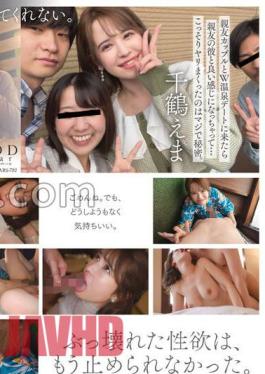 てくれない。
親友カップルとW温泉デートに来たら
親友の彼と良い感じになっちゃって…
こっそりヤリまくったのはマジで秘密。
千鶴えま
ごめんね。でも、
どうしようもなく
気持ちいい。
JAVHD
ぶっ壊れた性欲は、
もう止められなかった。